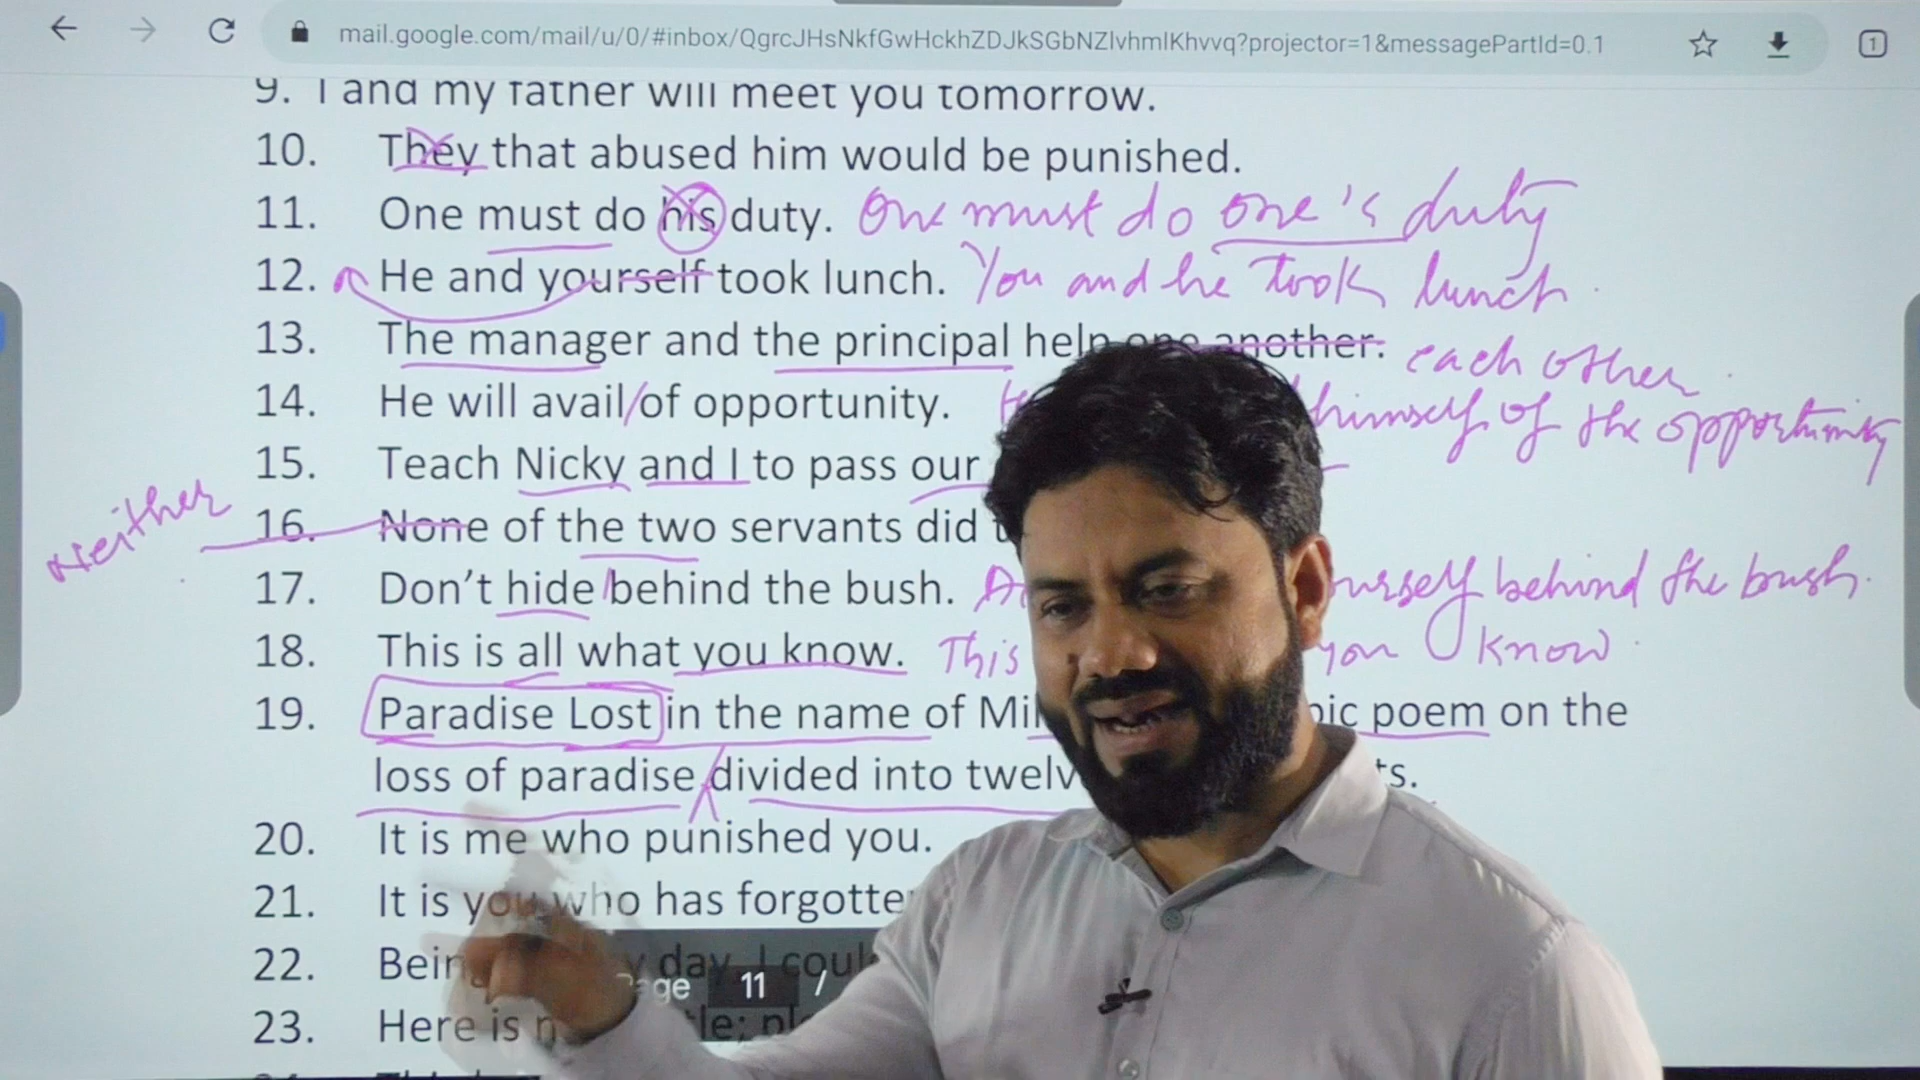 mail.google.com/mail/u/0/#inbox/QgrcJHsNkfGwHckhZDJkSGbNZlvhmlKhvvq?projector=1&messagePartId=0.1 1
9. I and my father will meet you tomorrow.
10. They that abused him would be punished.
11. One must do his duty. One must do one's duty
12. He and yourself took lunch. You and he took lunch
13. The manager and the principal help one another. each other
14. He will avail/of opportunity. himself of the opportunity
15. Teach Nicky and I to pass our
Neither
16. None of the two servants did
17. Don't hide behind the bush. behind the bush.
18. This is all what you know. This you know.
19. Paradise Lost in the name of poem on the
loss of paradise divided into
20. It is me who punished you.
21. It is you who has
22. day, I
Page 11 /
23. Here is